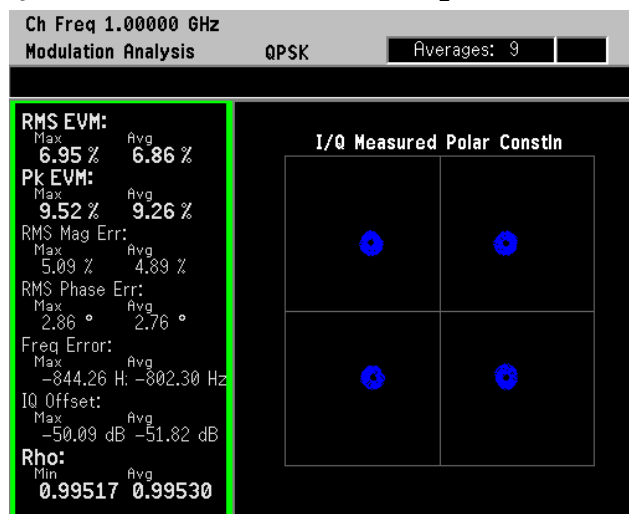 Ch Freq 1.00000 GHz
Modulation Analysis QPSK Averages: 9
RMS EVM:
Max Avg
6.95 % 6.86 %
Pk EVM:
Max Avg
9.52 % 9.26 %
RMS Mag Err:
Max Avg
5.09 % 4.89 %
RMS Phase Err:
Max Avg
2.86 ° 2.76 °
Freq Error:
Max Avg
−844.26 H: −802.30 Hz
IQ Offset:
Max Avg
−50.09 dB −51.82 dB
Rho:
Min Avg
0.99517 0.99530
I/Q Measured Polar Constln